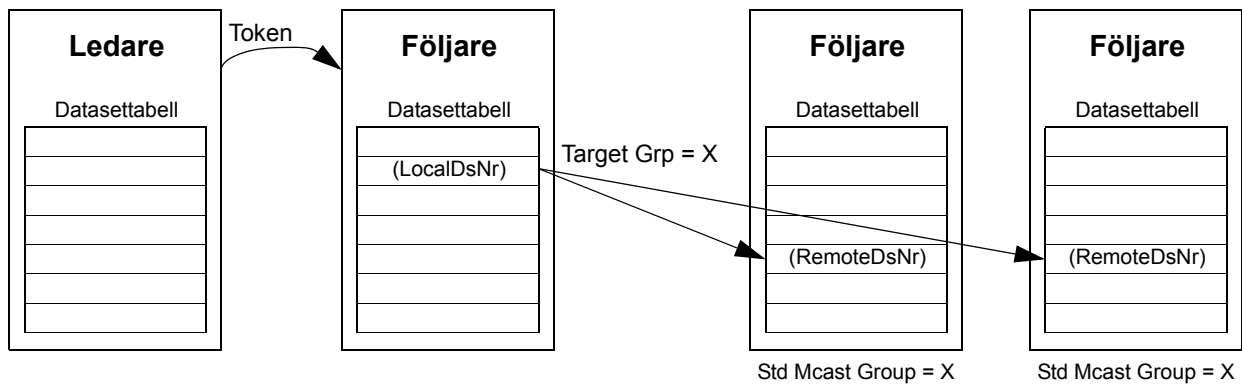 Ledare
Token
Följare
Följare
Följare
Datasettabell
Datasettabell
Datasettabell
Datasettabell
(LocalDsNr)
Target Grp = X
(RemoteDsNr)
(RemoteDsNr)
Std Mcast Group = X
Std Mcast Group = X